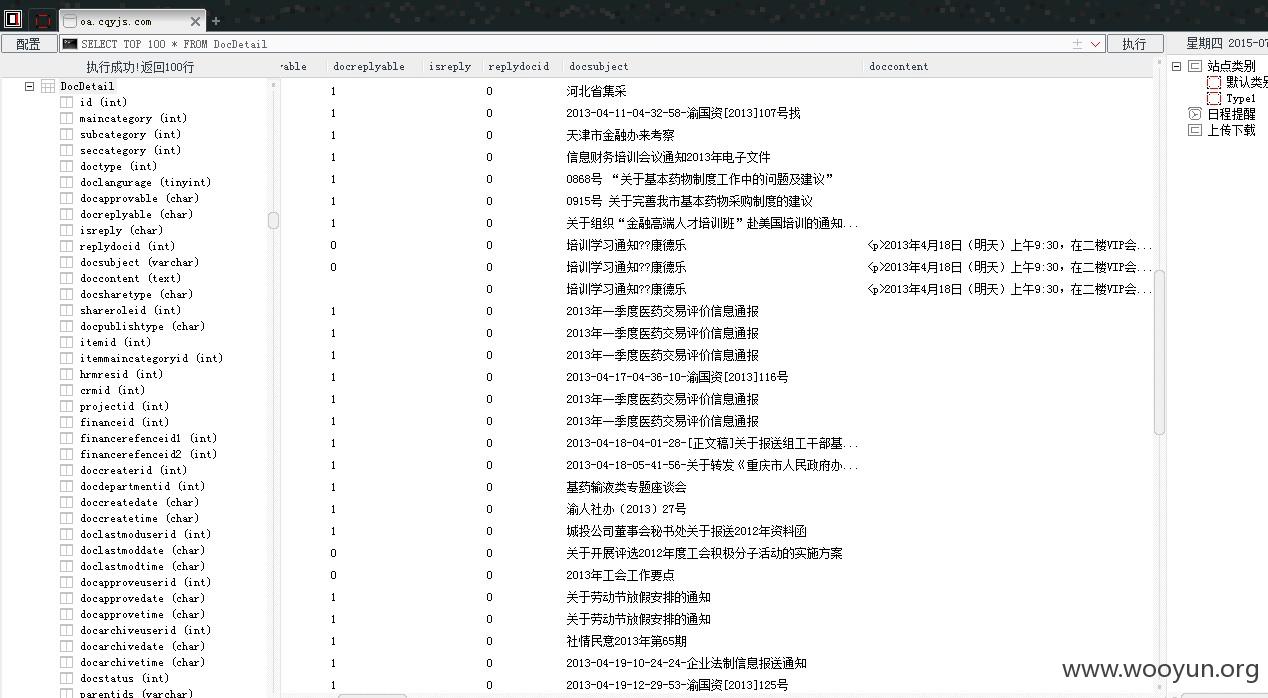 oa.cqyjs.com
配置
SELECT TOP 100 * FROM DocDetail
执行
星期四 2015-07
执行成功!返回100行
DocDetail
id (int)
maincategory (int)
subcategory (int)
seccategory (int)
doctype (int)
doclangurage (tinyint)
docapprovable (char)
docreplyable (char)
isreply (char)
replydocid (int)
docsubject (varchar)
doccontent (text)
docsharetype (char)
shareroleid (int)
docpublishtype (char)
itemid (int)
itemmaincategoryid (int)
hrmresid (int)
crmid (int)
projectid (int)
financeid (int)
financerefenceid1 (int)
financerefenceid2 (int)
doccreaterid (int)
docdepartmentid (int)
doccreatedate (char)
doccreatetime (char)
doclastmoduserid (int)
doclastmoddate (char)
doclastmodtime (char)
docapproveuserid (int)
docapprovedate (char)
docapprovetime (char)
docarchiveuserid (int)
docarchivedate (char)
docarchivetime (char)
docstatus (int)
parentids (varchar)
vable docreplyable isreply replydocid docsubject doccontent
1 0 河北省集采
1 0 2013-04-11-04-32-58-渝国资[2013]107号找
1 0 天津市金融办来考察
1 0 信息财务培训会议通知2013年电子文件
1 0 0868号 “关于基本药物制度工作中的问题及建议”
1 0 0915号 关于完善我市基本药物采购制度的建议
1 0 关于组织“金融高端人才培训班”赴美国培训的通知...
0 0 培训学习通知??康德乐 <p>2013年4月18日（明天）上午9:30，在二楼VIP会...
0 0 培训学习通知??康德乐 <p>2013年4月18日（明天）上午9:30，在二楼VIP会...
0 培训学习通知??康德乐 <p>2013年4月18日（明天）上午9:30，在二楼VIP会...
1 0 2013年一季度医药交易评价信息通报
1 0 2013年一季度医药交易评价信息通报
1 0 2013年一季度医药交易评价信息通报
1 0 2013-04-17-04-36-10-渝国资[2013]116号
1 0 2013年一季度医药交易评价信息通报
1 0 2013年一季度医药交易评价信息通报
1 0 2013-04-18-04-01-28-[正文稿]关于报送组工干部基...
1 0 2013-04-18-05-41-56-关于转发《重庆市人民政府办...
1 0 基药输液类专题座谈会
1 0 渝人社办（2013）27号
1 0 城投公司董事会秘书处关于报送2012年资料函
0 0 关于开展评选2012年度工会积极分子活动的实施方案
0 0 2013年工会工作要点
1 0 关于劳动节放假安排的通知
1 0 关于劳动节放假安排的通知
1 0 社情民意2013年第65期
1 0 2013-04-19-10-24-24-企业法制信息报送通知
1 0 2013-04-19-12-29-53-渝国资[2013]125号
站点类别
默认类别
Type1
日程提醒
上传下载
www.wooyun.org